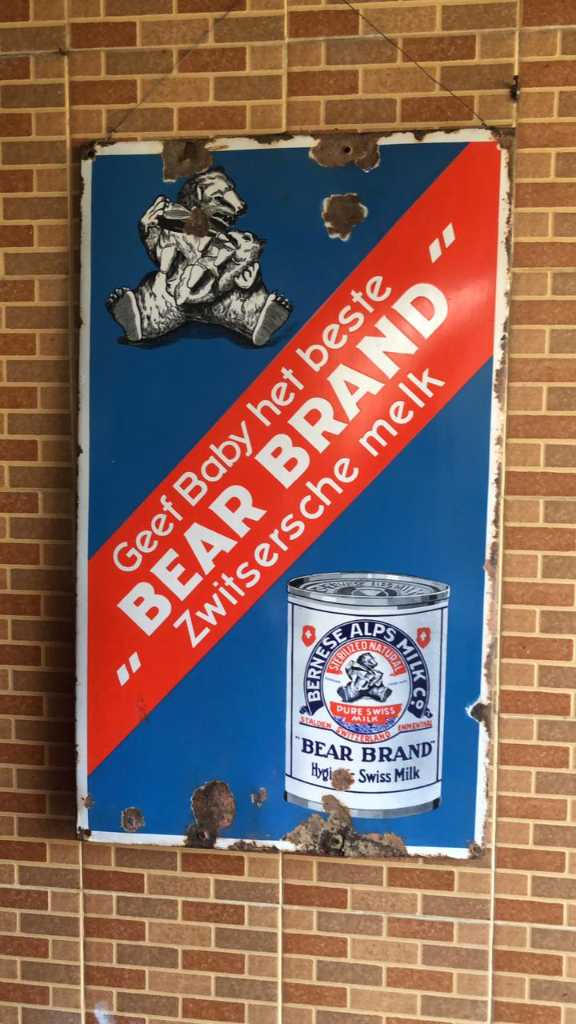 Geef Baby het beste
"BEAR BRAND"
Zwitsersche melk
BERNESE ALPS MILK CO
STERILIZED NATURAL
PURE SWISS
MILK
STALDEN SWITZERLAND EMMENTHAL
"BEAR BRAND"
Swiss Milk